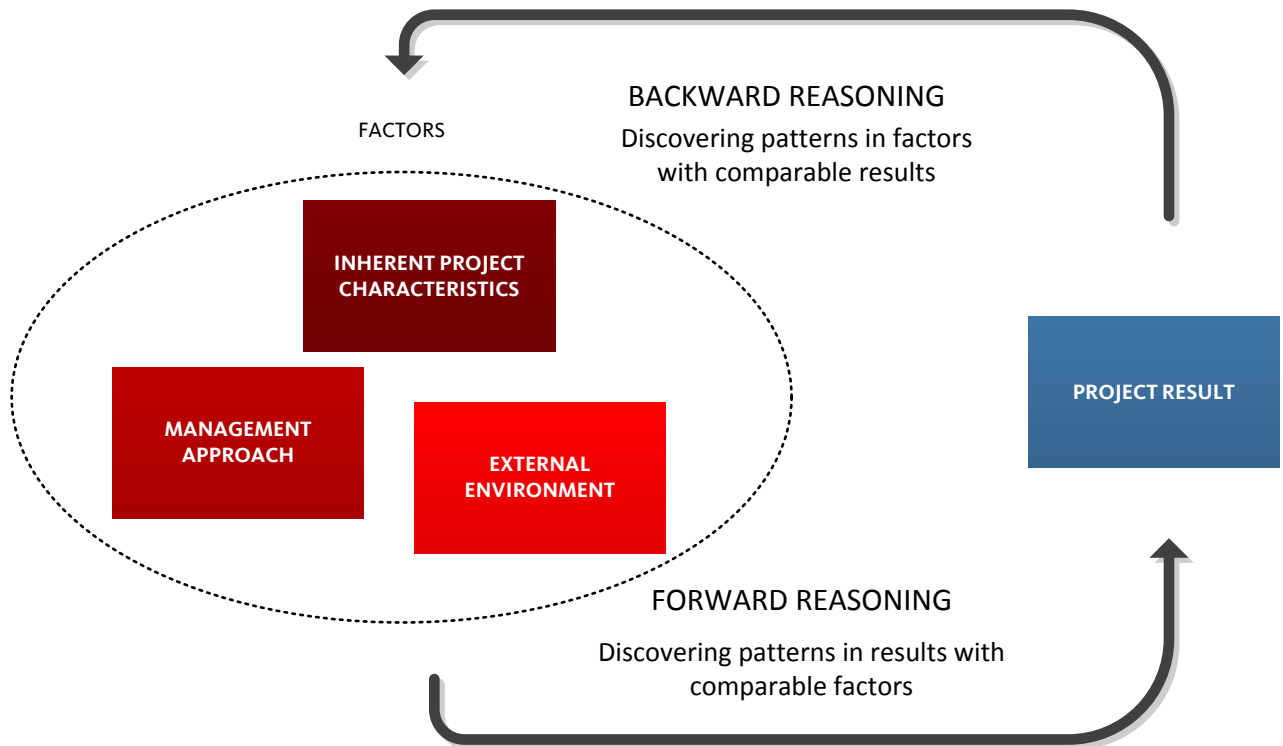 BACKWARD REASONING
Discovering patterns in factors
with comparable results
FACTORS
INHERENT PROJECT
CHARACTERISTICS
MANAGEMENT
APPROACH
EXTERNAL
ENVIRONMENT
PROJECT RESULT
FORWARD REASONING
Discovering patterns in results with
comparable factors